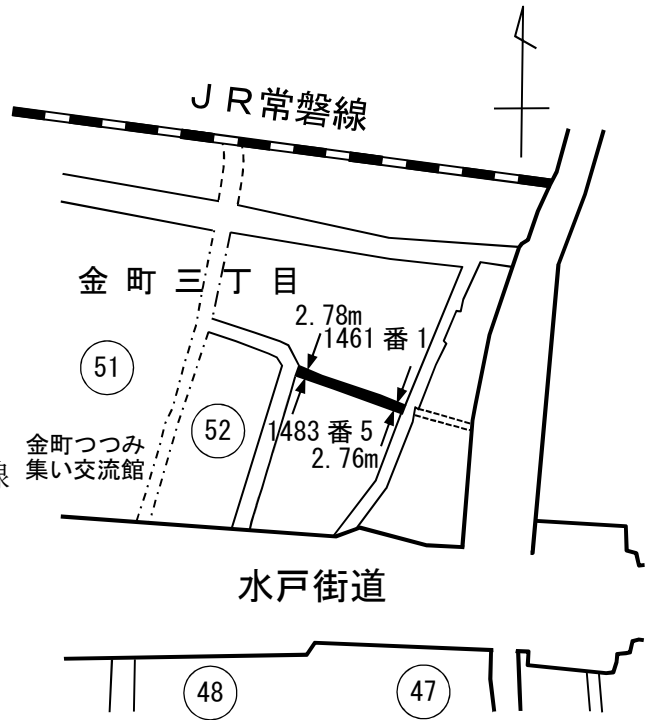 ＪＲ常磐線
金町三丁目
2.78m
1461番1
51
52
1483番5
2.76m
金町つつみ
集い交流館
線
水戸街道
48
47